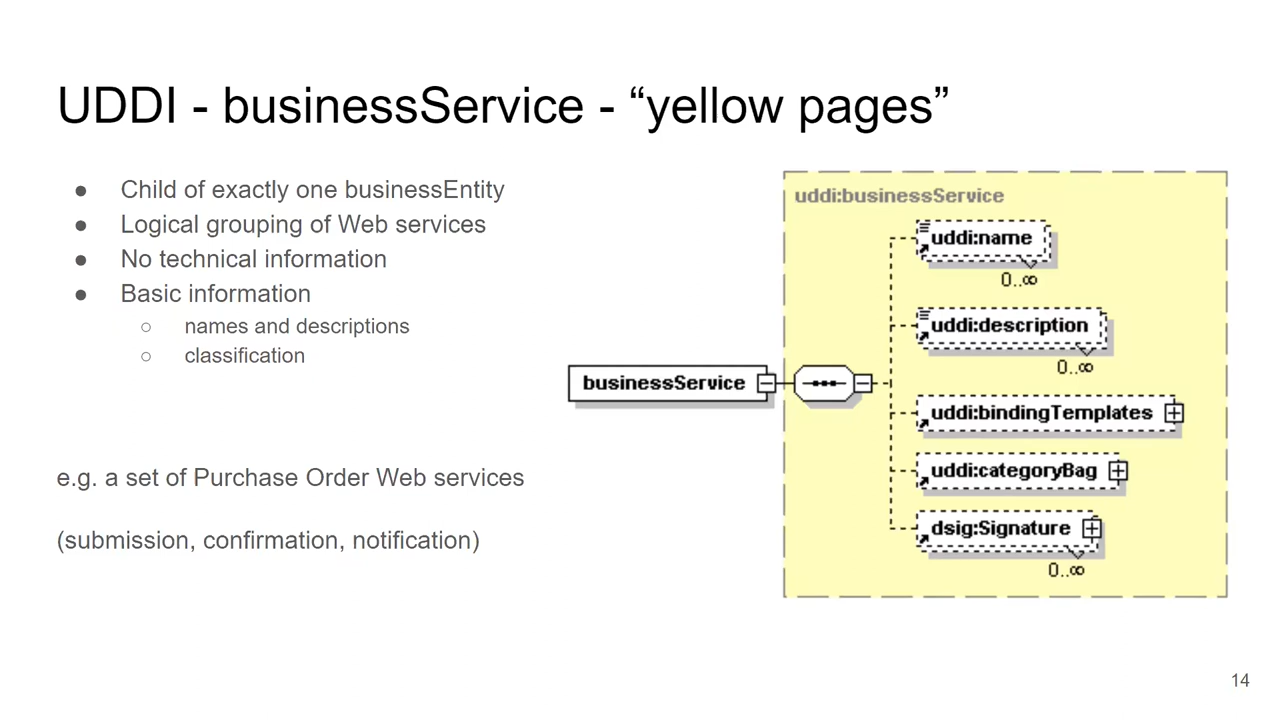 UDDI - businessService - “yellow pages”
● Child of exactly one businessEntity
● Logical grouping of Web services
● No technical information
● Basic information
○ names and descriptions
○ classification
e.g. a set of Purchase Order Web services
(submission, confirmation, notification)
businessService
uddi:businessService
uddi:name
0..∞
uddi:description
0..∞
uddi:bindingTemplates
uddi:categoryBag
dsig:Signature
0..∞
14